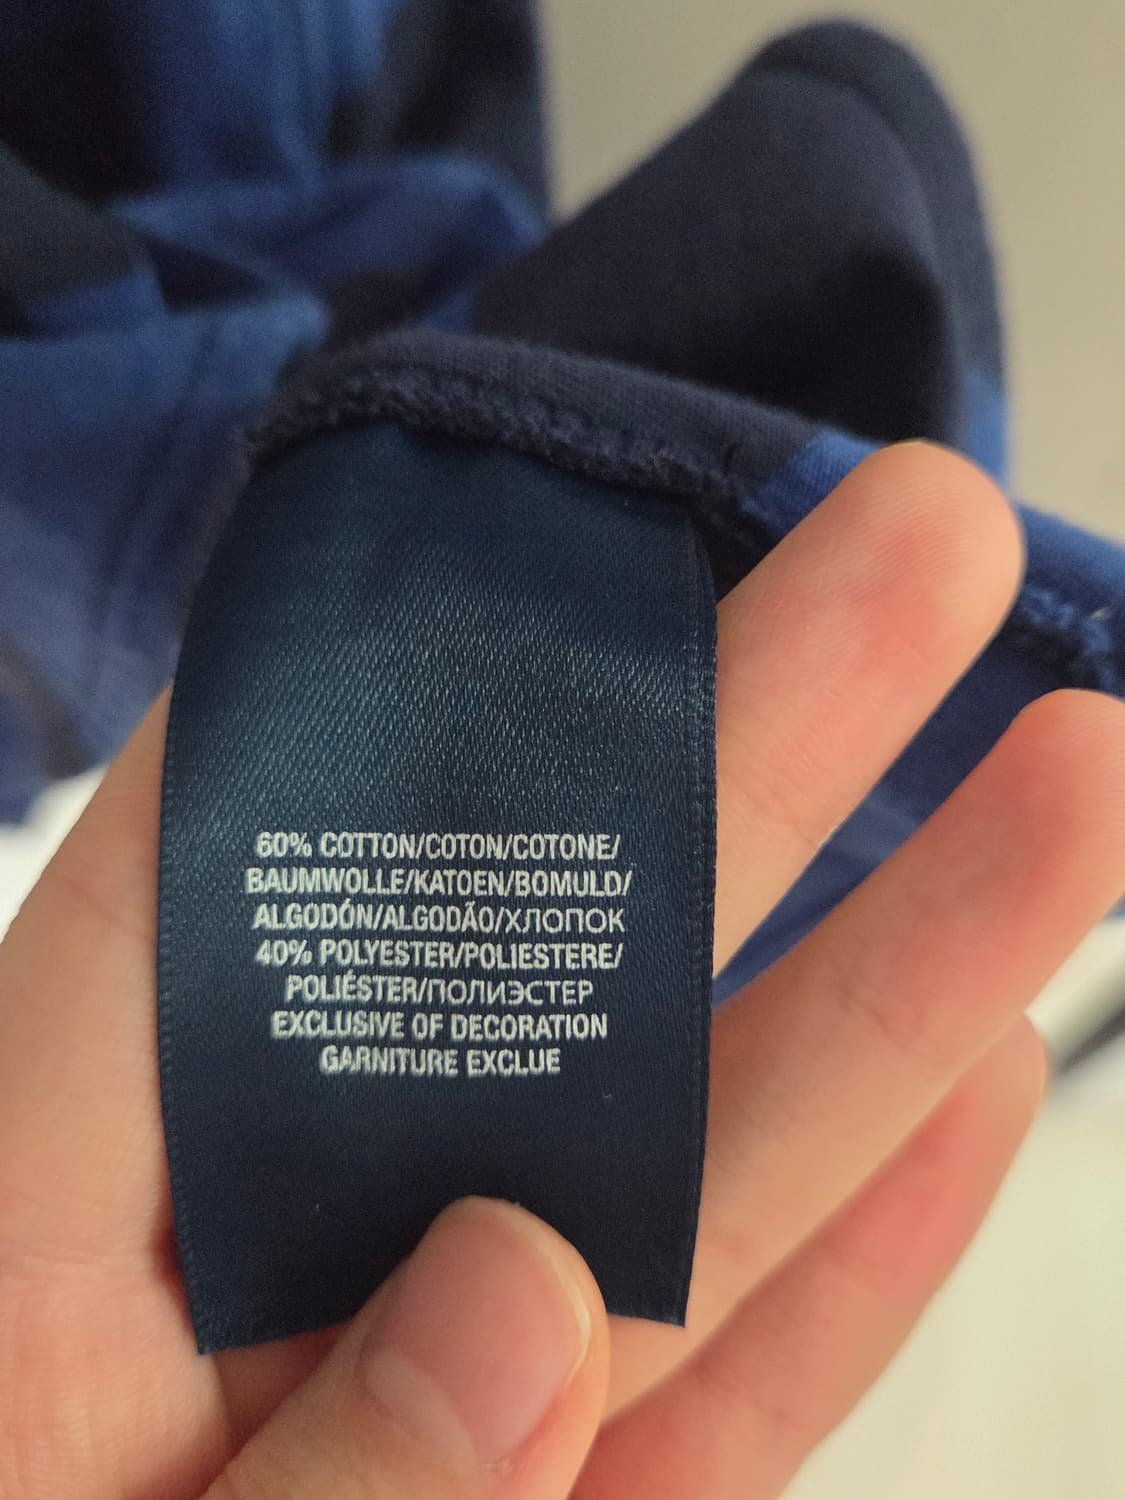 60% COTTON/COTON/COTONE/
BAUMWOLLE/KATOEN/BOMULD/
ALGODÓN/ALGODÃO/ХЛОПОК
40% POLYESTER/POLIESTERE/
POLIÉSTER/ПОЛИЭСТЕР
EXCLUSIVE OF DECORATION
GARNITURE EXCLUE